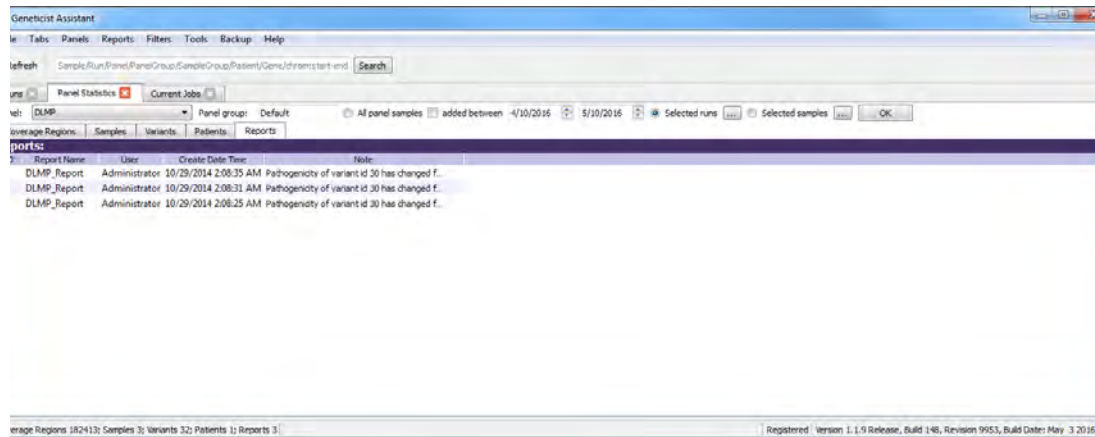 Geneticist Assistant
le Tabs Panels Reports Filters Tools Backup Help
efresh Sample/Run/Panel/PanelGroup/SampleGroup/Patient/Gene/chrom:start-end Search
uns Panel Statistics Current Jobs
nel: DLMP Panel group: Default All panel samples added between 4/10/2016 5/10/2016 Selected runs ... Selected samples ... OK
overage Regions Samples Variants Patients Reports
ports:
Report Name User Create Date Time Note
DLMP_Report Administrator 10/29/2014 2:08:35 AM Pathogenicity of variant id 30 has changed f...
DLMP_Report Administrator 10/29/2014 2:08:31 AM Pathogenicity of variant id 30 has changed f...
DLMP_Report Administrator 10/29/2014 2:08:25 AM Pathogenicity of variant id 30 has changed f...
verage Regions 182413; Samples 3; Variants 32; Patients 1; Reports 3
Registered Version 1.1.9 Release, Build 148, Revision 9953, Build Date: May 3 2016